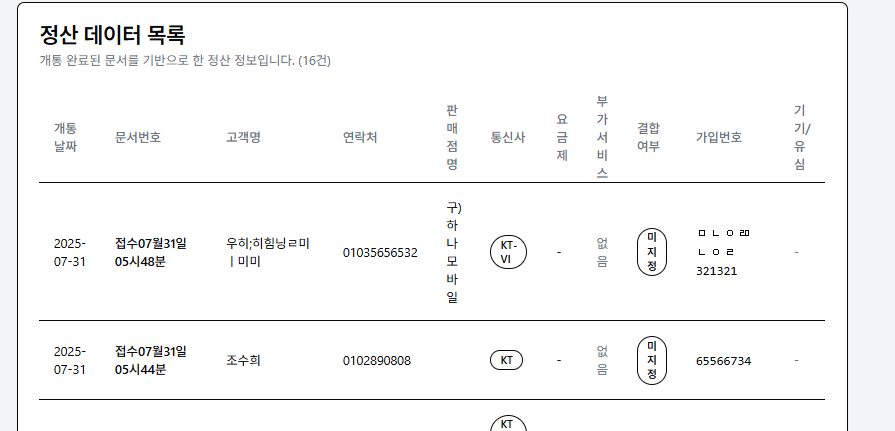 정산 데이터 목록
개통 완료된 문서를 기반으로 한 정산 정보입니다. (16건)
개통
날짜
문서번호
고객명
연락처
판
매
점
명
통신사
요
금
제
부
가
서
비
스
결합
여부
가입번호
기
기/
유
심
2025-
07-31
접수07월31일
05시48분
우히;히힘닝ㄹ미
ㅣ미미
01035656532
구)
하
나
모
바
일
KT-
VI
-
없
음
미
지
정
ㅁㄴㅇㄻ
ㄴㅇㄹ
321321
-
2025-
07-31
접수07월31일
05시44분
조수희
0102890808
KT
-
없
음
미
지
정
65566734
-
KT